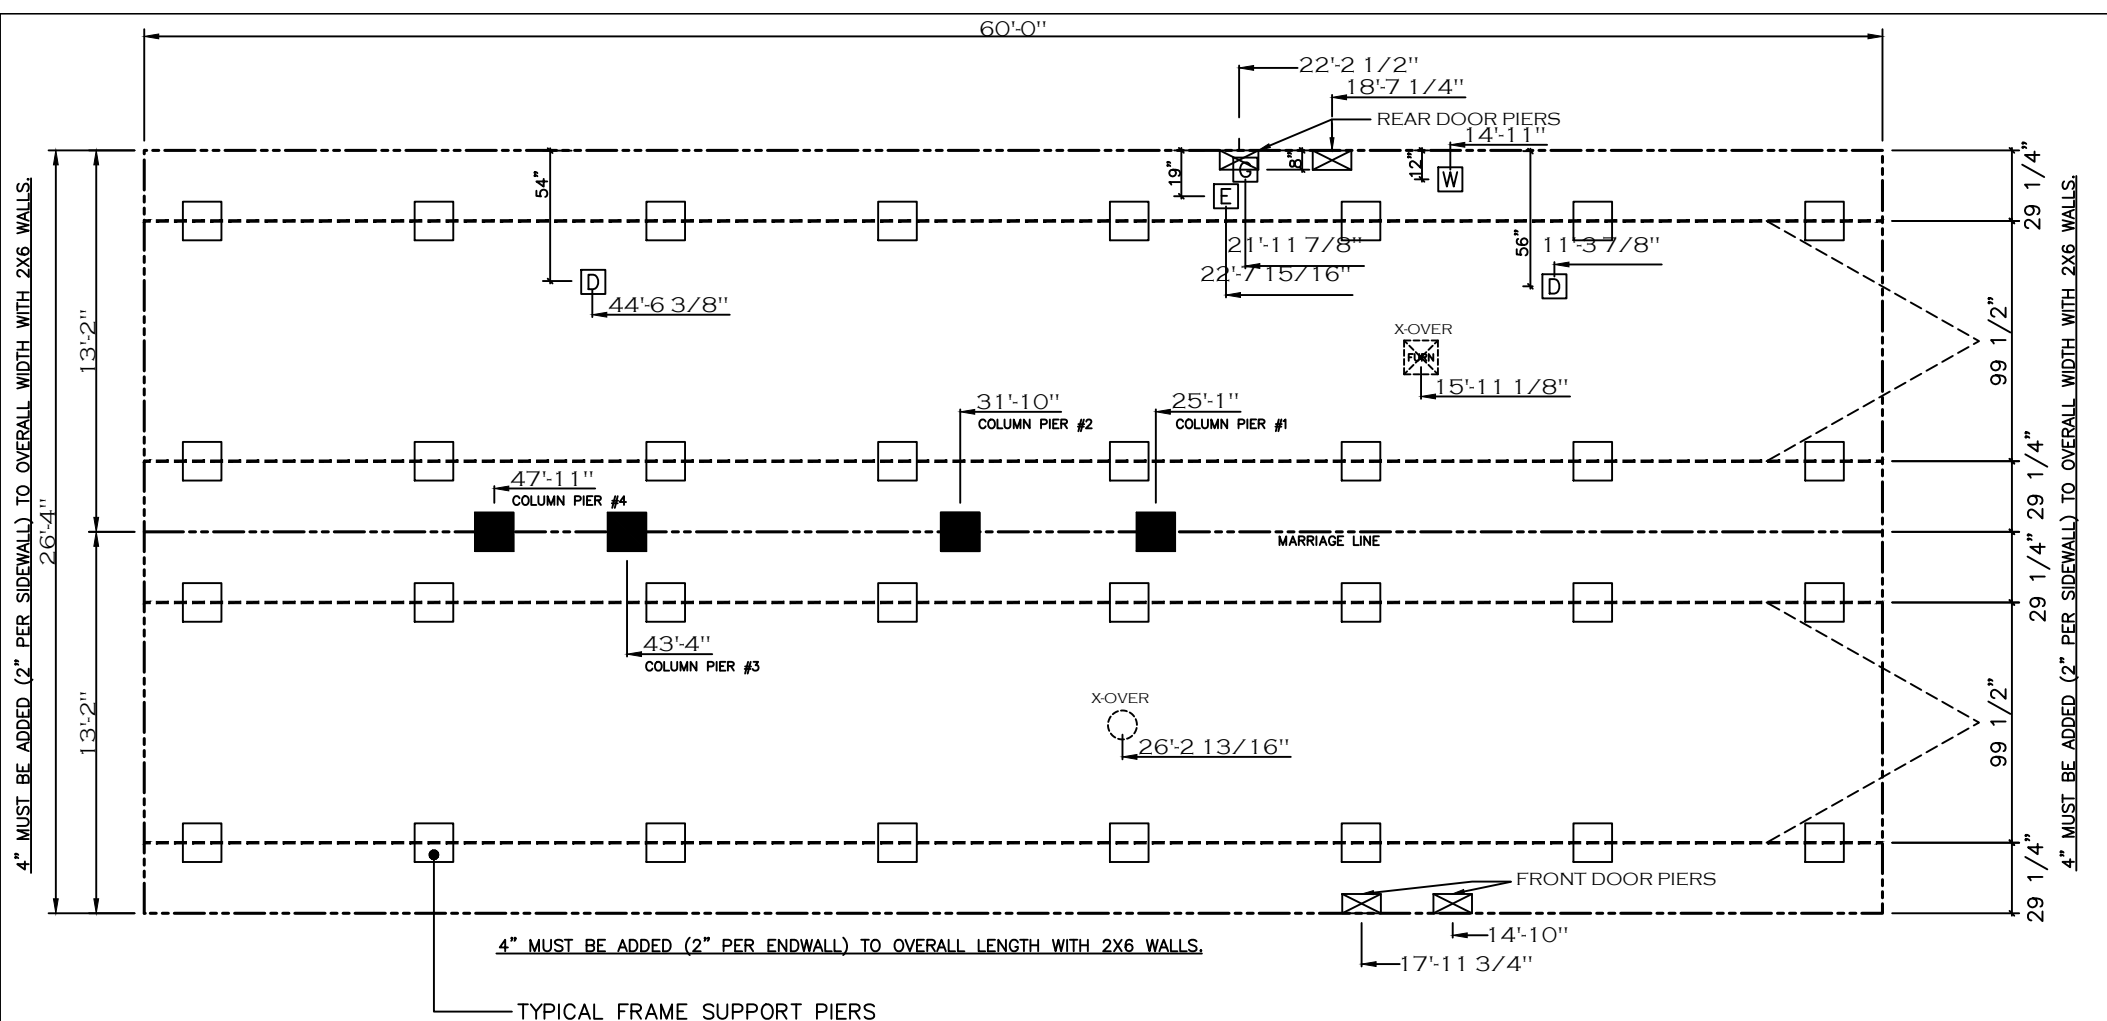 60'-0"
22'-2 1/2"
18'-7 1/4"
REAR DOOR PIERS
14'-11"
54"
19"
8"
12"
56"
G
E
W
21'-11 7/8"
22'-7 15/16"
11'-3 7/8"
D
44'-6 3/8"
D
X-OVER
FURN
15'-11 1/8"
31'-10"
COLUMN PIER #2
25'-1"
COLUMN PIER #1
47'-11"
COLUMN PIER #4
MARRIAGE LINE
43'-4"
COLUMN PIER #3
X-OVER
26'-2 13/16"
FRONT DOOR PIERS
14'-10"
17'-11 3/4"
4" MUST BE ADDED (2" PER ENDWALL) TO OVERALL LENGTH WITH 2X6 WALLS.
TYPICAL FRAME SUPPORT PIERS
4" MUST BE ADDED (2" PER SIDEWALL) TO OVERALL WIDTH WITH 2X6 WALLS.
26'-4"
13'-2"
13'-2"
29 1/4"
99 1/2"
29 1/4"
29 1/4"
99 1/2"
29 1/4"
4" MUST BE ADDED (2" PER SIDEWALL) TO OVERALL WIDTH WITH 2X6 WALLS.